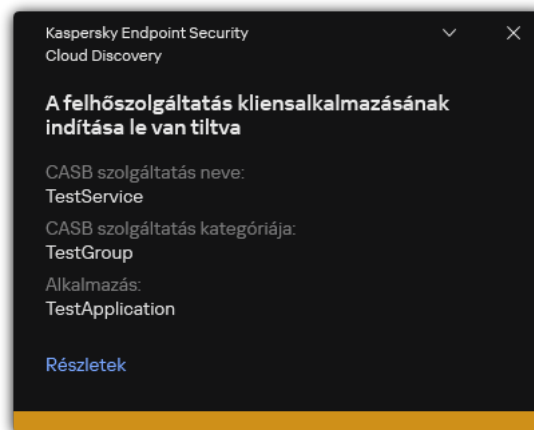 Kaspersky Endpoint Security
Cloud Discovery
A felhőszolgáltatás kliensalkalmazásának
indítása le van tiltva
CASB szolgáltatás neve:
TestService
CASB szolgáltatás kategóriája:
TestGroup
Alkalmazás:
TestApplication
Részletek